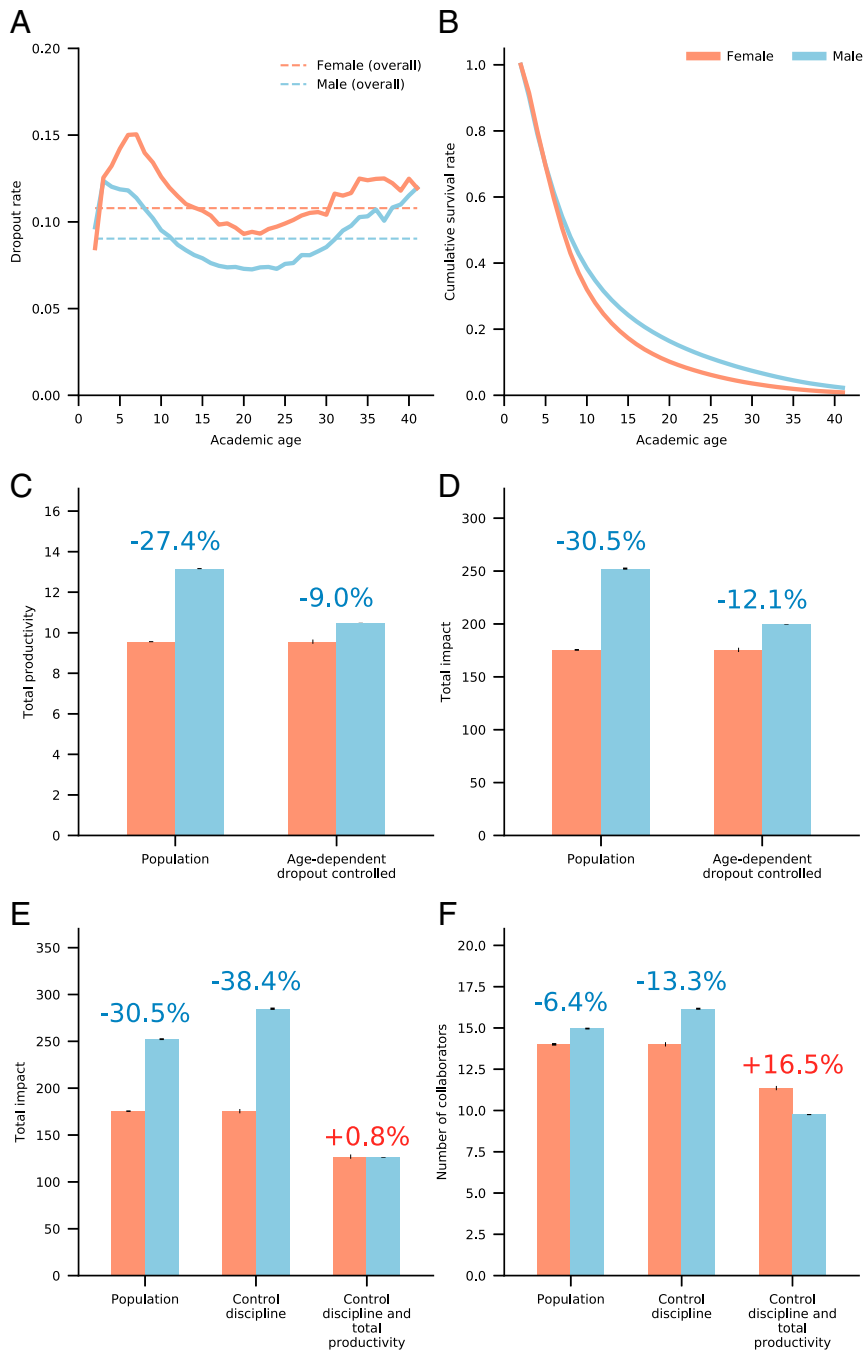 A
0.20
0.15
0.10
0.05
0.00
Dropout rate
Female (overall)
Male (overall)
0 5 10 15 20 25 30 35 40
Academic age
B
1.0
0.8
0.6
0.4
0.2
0.0
Cumulative survival rate
Female Male
0 5 10 15 20 25 30 35 40
Academic age
C
16
14
12
10
8
6
4
2
0
Total productivity
-27.4%
-9.0%
Population
Age-dependent
dropout controlled
D
300
250
200
150
100
50
0
Total impact
-30.5%
-12.1%
Population
Age-dependent
dropout controlled
E
350
300
250
200
150
100
50
0
Total impact
-30.5%
-38.4%
+0.8%
Population
Control
discipline
Control
discipline and
total
productivity
F
20.0
17.5
15.0
12.5
10.0
7.5
5.0
2.5
0.0
Number of collaborators
-6.4%
-13.3%
+16.5%
Population
Control
discipline
Control
discipline and
total
productivity